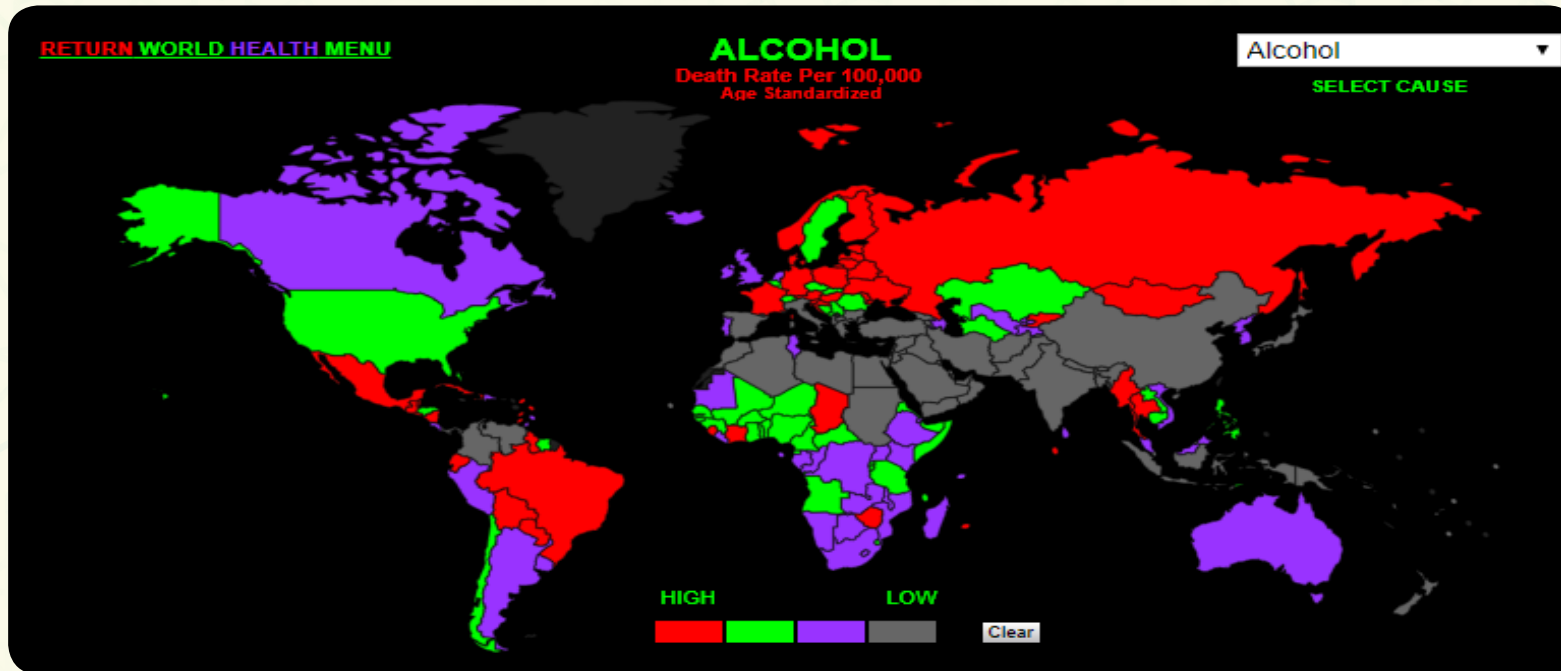 RETURN WORLD HEALTH MENU
ALCOHOL
Death Rate Per 100,000
Age Standardized
Alcohol
SELECT CAUSE
HIGH LOW
Clear